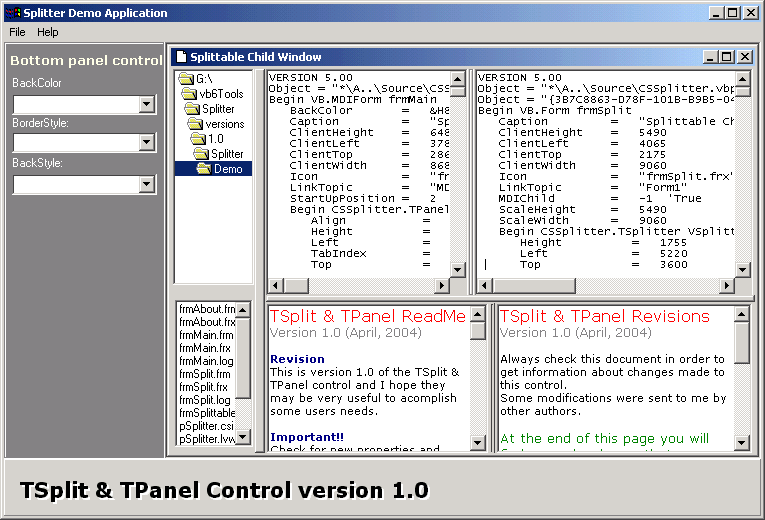 Splitter Demo Application
File Help
Bottom panel control
BackColor
BorderStyle:
BackStyle:
Splittable Child Window
G:\
vb6Tools
Splitter
versions
1.0
Splitter
Demo
frmAbout.frm
frmAbout.frx
frmMain.frm
frmMain.frx
frmMain.log
frmSplit.frm
frmSplit.frx
frmSplit.log
frmSplittable
pSplitter.csi
pSplitter.lvw
VERSION 5.00
Object = "*\A..\Source\CSS
Begin VB.MDIForm frmMain
BackColor = &H8
Caption = "Sp
ClientHeight = 648
ClientLeft = 378
ClientTop = 286
ClientWidth = 868
Icon = "fr
LinkTopic = "MD
StartUpPosition = 2
Begin CSSplitter.TPanel
Align =
Height =
Left =
TabIndex =
Top =
VERSION 5.00
Object = "*\A..\Source\CSSplitter.vbp
Object = "{3B7C8863-D78F-101B-B9B5-04
Begin VB.Form frmSplit
Caption = "Splittable Ch
ClientHeight = 5490
ClientLeft = 4065
ClientTop = 2175
ClientWidth = 9060
Icon = "frmSplit.frx"
LinkTopic = "Form1"
MDIChild = -1 'True
ScaleHeight = 5490
ScaleWidth = 9060
Begin CSSplitter.TSplitter VSplitt
Height = 1755
Left = 5220
Top = 3600
TSplit & TPanel ReadMe
Version 1.0 (April, 2004)
Revision
This is version 1.0 of the TSplit &
TPanel control and I hope they
may be very useful to acomplish
some users needs.
Important!!
Check for new properties and
TSplit & TPanel Revisions
Version 1.0 (April, 2004)
Always check this document in order to
get information about changes made to
this control.
Some modifications were sent to me by
other authors.
At the end of this page you will
TSplit & TPanel Control version 1.0